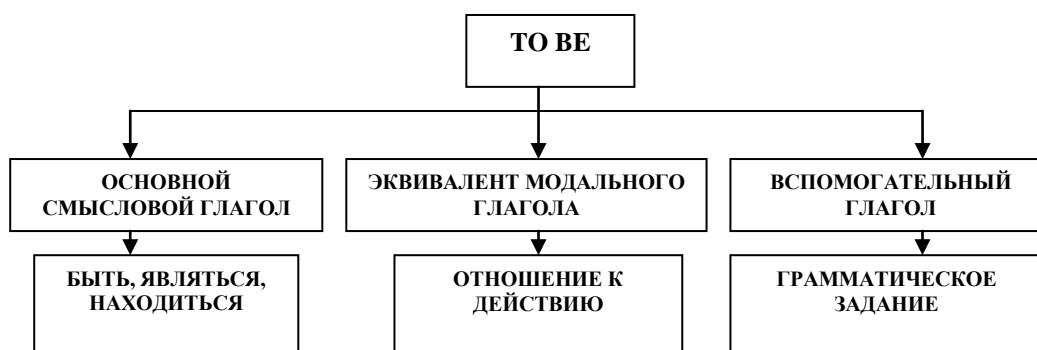 TO BE
ОСНОВНОЙ
СМЫСЛОВОЙ ГЛАГОЛ
ЭКВИВАЛЕНТ МОДАЛЬНОГО
ГЛАГОЛА
ВСПОМОГАТЕЛЬНЫЙ
ГЛАГОЛ
БЫТЬ, ЯВЛЯТЬСЯ,
НАХОДИТЬСЯ
ОТНОШЕНИЕ К
ДЕЙСТВИЮ
ГРАММАТИЧЕСКОЕ
ЗАДАНИЕ